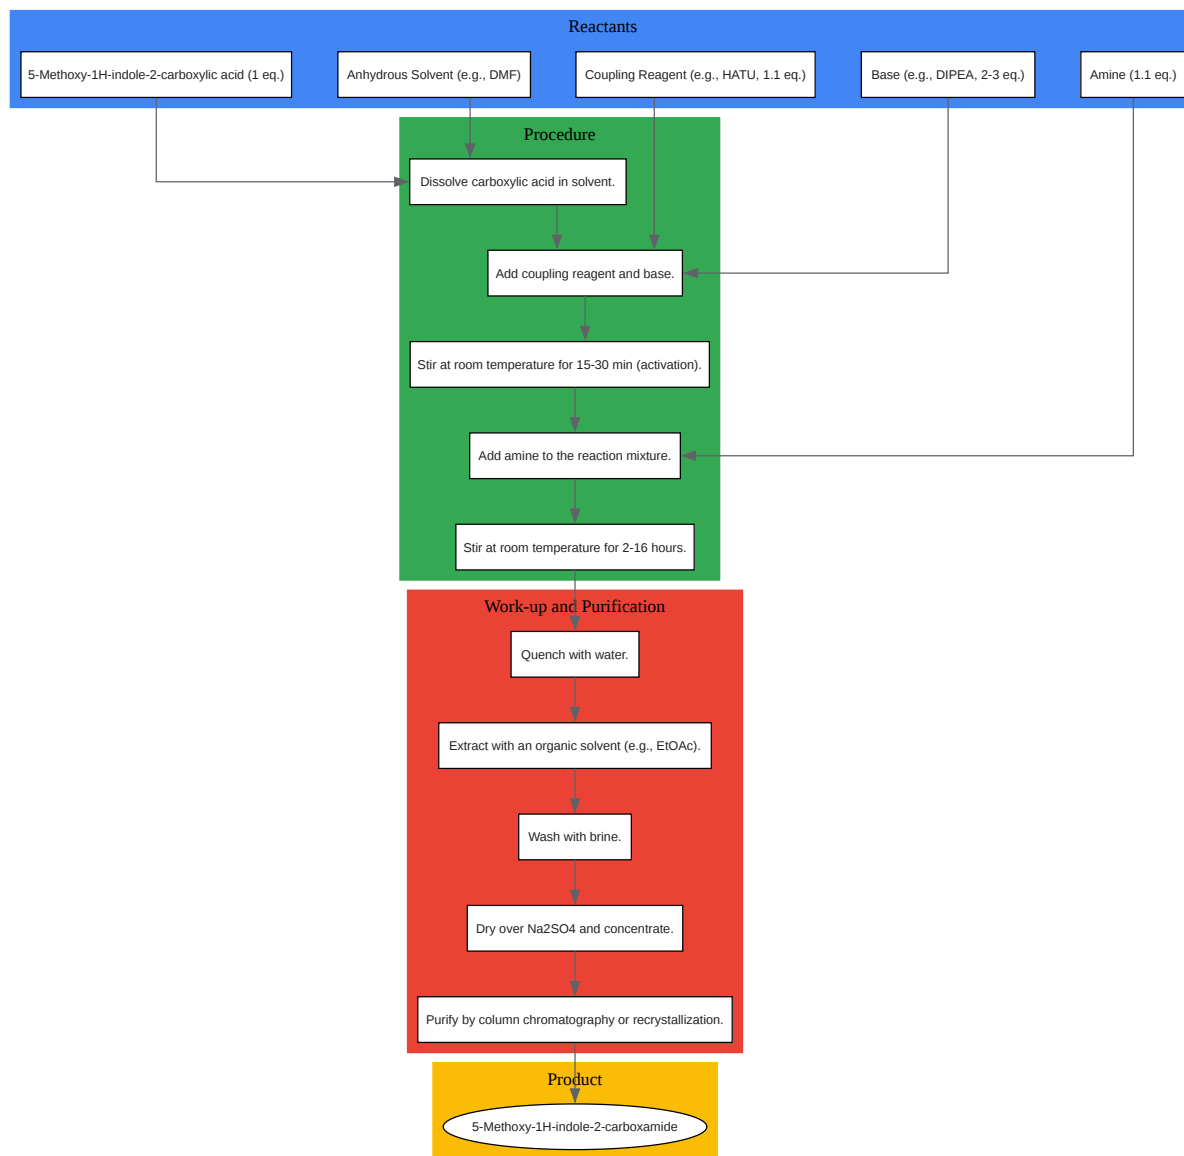 Reactants
5-Methoxy-1H-indole-2-carboxylic acid (1 eq.)
Anhydrous Solvent (e.g., DMF)
Coupling Reagent (e.g., HATU, 1.1 eq.)
Base (e.g., DIPEA, 2-3 eq.)
Amine (1.1 eq.)
Procedure
Dissolve carboxylic acid in solvent.
Add coupling reagent and base.
Stir at room temperature for 15-30 min (activation).
Add amine to the reaction mixture.
Stir at room temperature for 2-16 hours.
Work-up and Purification
Quench with water.
Extract with an organic solvent (e.g., EtOAc).
Wash with brine.
Dry over Na2SO4 and concentrate.
Purify by column chromatography or recrystallization.
Product
5-Methoxy-1H-indole-2-carboxamide